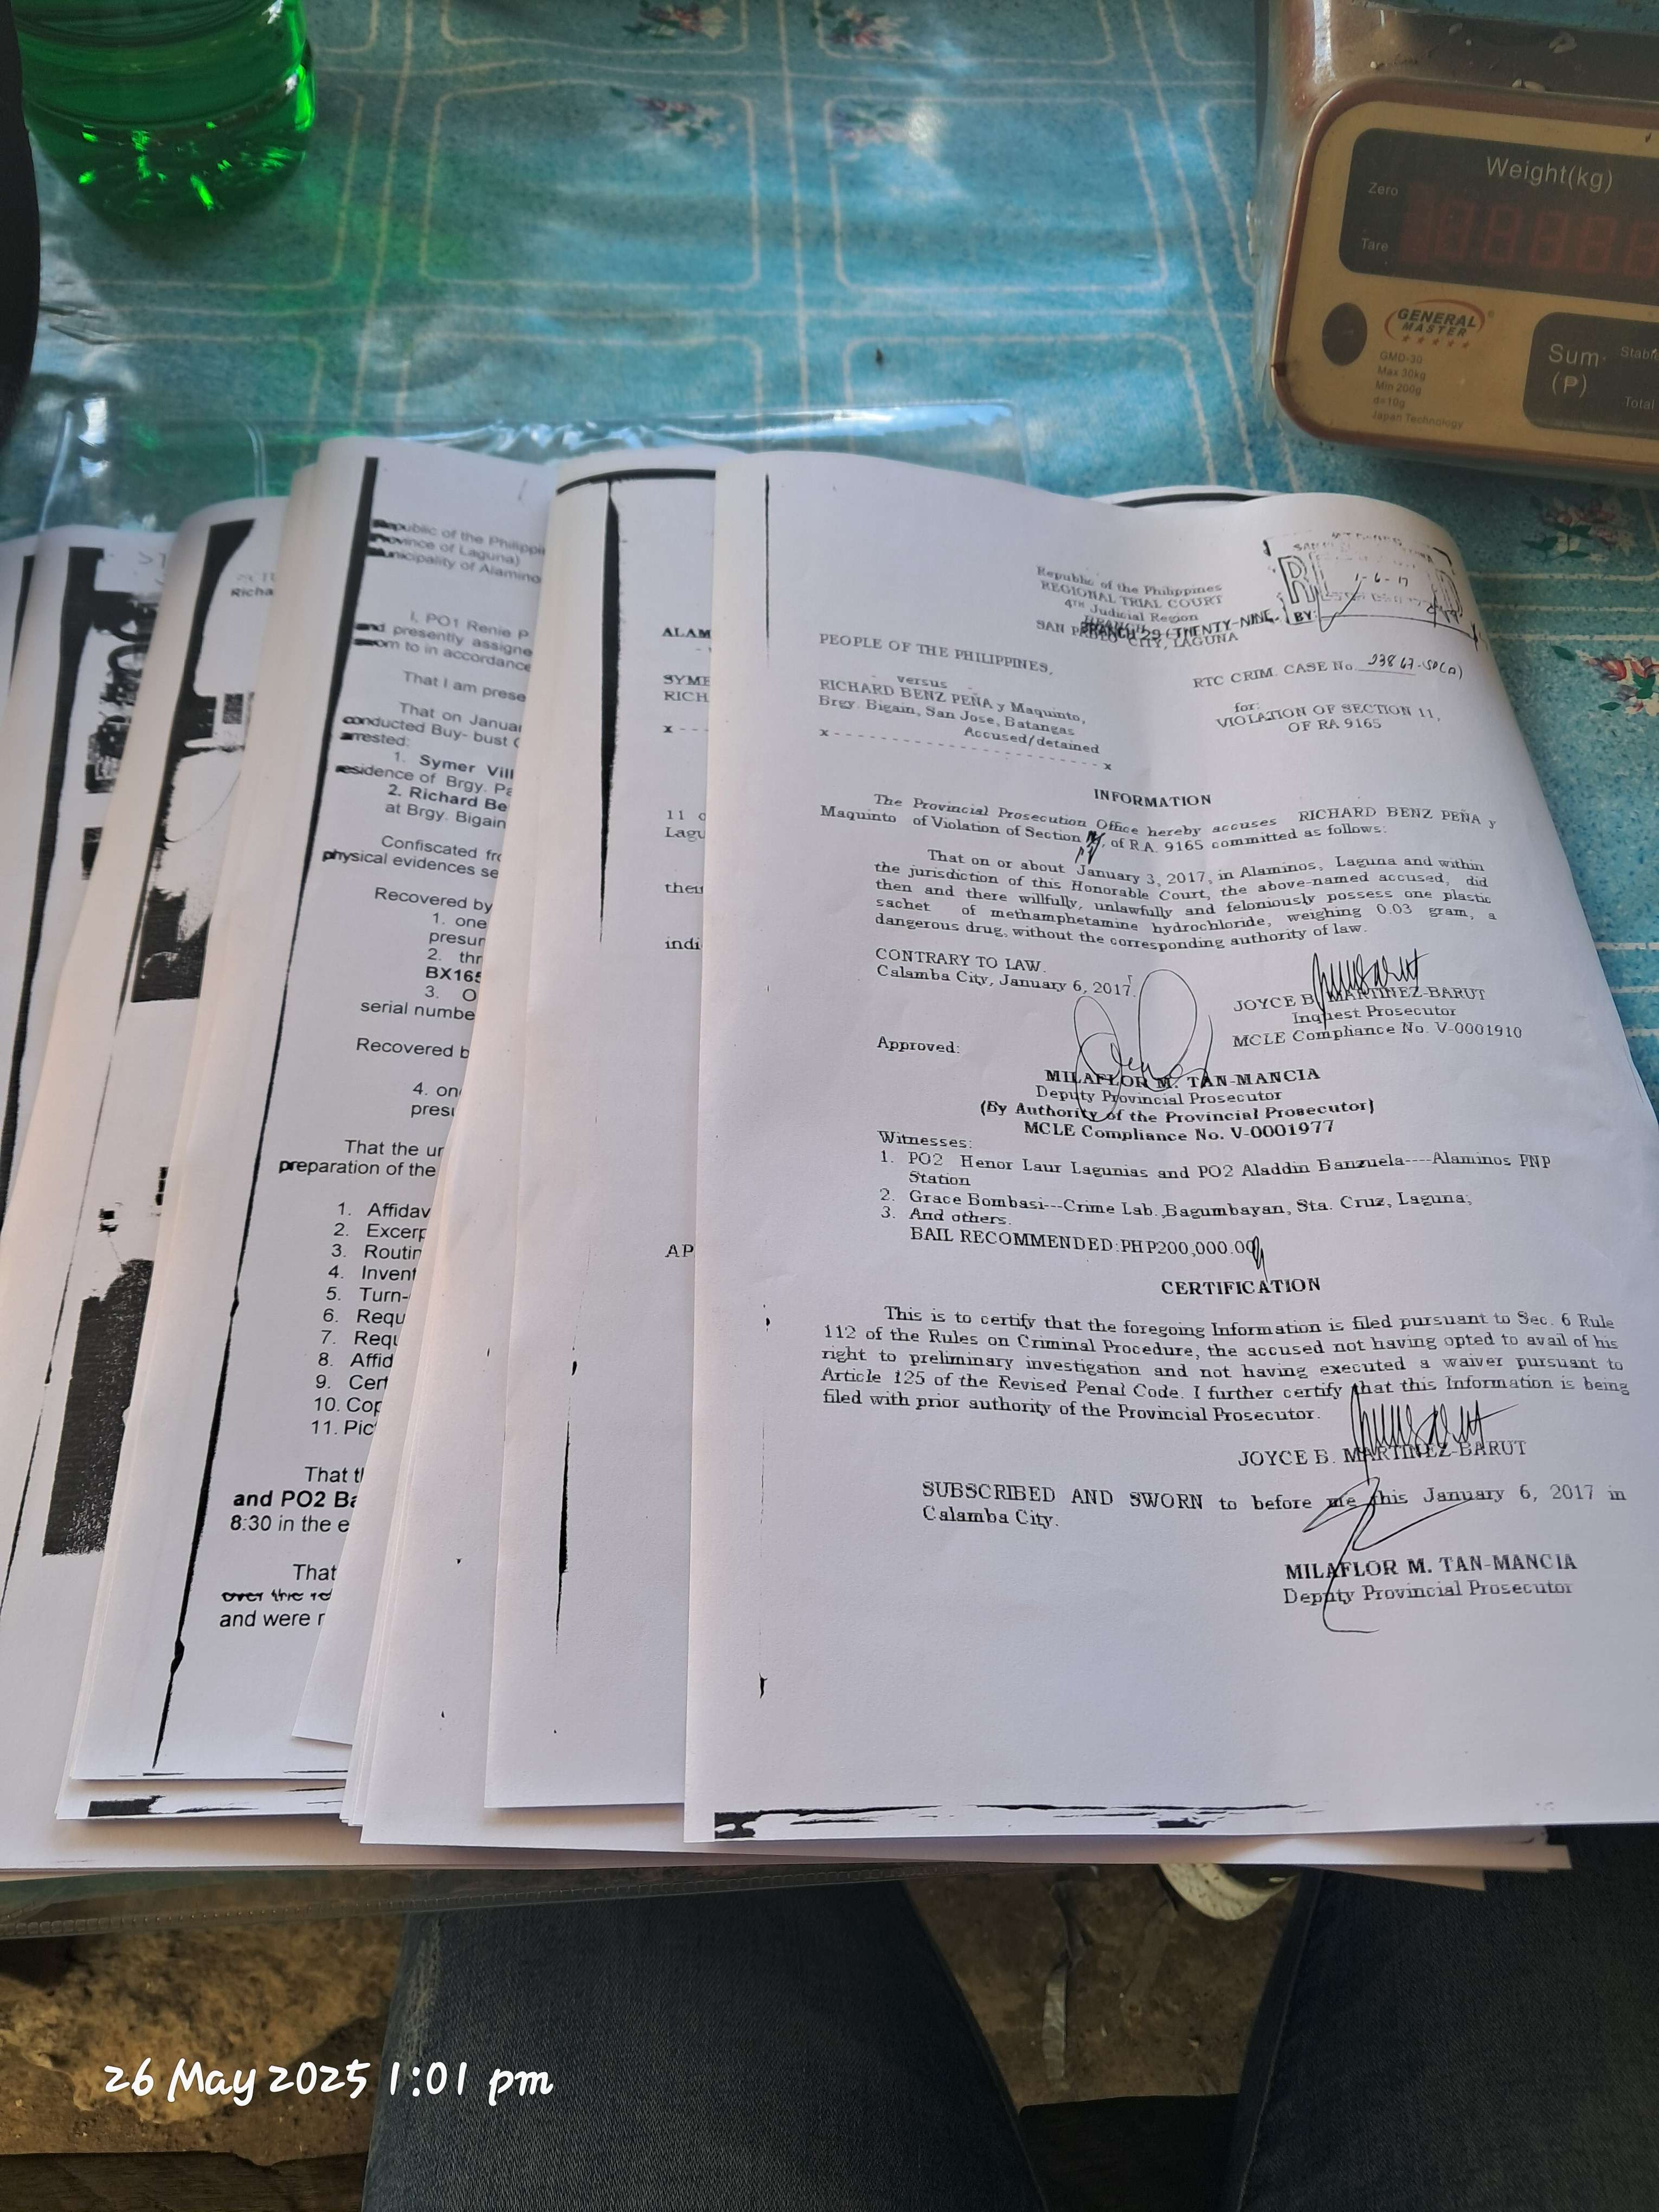 Weight(kg)
Zero
Tare
GENERAL
MASTER
GMD-30
Max 30kg
Min 200g
d=10g
Japan Technology
Sum
(P)
Total
Richa
Republic of the Philippi
Province of Laguna)
Municipality of Alamino
I, PO1 Renie P
and presently assigne
sworn to in accordance
That I am prese
That on Januar
conducted Buy- bust
arrested:
1. Symer Vill
residence of Brgy. Pa
2. Richard Be
at Brgy. Bigain
Confiscated fro
physical evidences se
Recovered by
1. one
presur
2. thr
BX165
3. O
serial numbe
Recovered b
4. one
presu
That the ur
preparation of the
1. Affidav
2. Excerp
3. Routin
4. Invent
5. Turn-
6. Requ
7. Requ
8. Affid
9. Cert
10. Cop
11. Pic
That th
and PO2 Ba
8:30 in the e
That
over the
and were r
ALAM
SYME
RICH
x - - -
11 o
Lagu
their
indi
AP
Republic of the Philippines
REGIONAL TRIAL COURT
4TH Judicial Region
BRANCH 29 (TWENTY-NINE)
SAN PABLO CITY, LAGUNA
1-6-17
BY:
PEOPLE OF THE PHILIPPINES,
versus
RTC CRIM. CASE No.
RICHARD BENZ PEÑA y Maquinto,
Brgy. Bigain, San Jose, Batangas
Accused/detained
x - - - - - - - - - - - - - - - - - - - - - - - - - x
for:
VIOLATION OF SECTION 11,
OF RA 9165
INFORMATION
The Provincial Prosecution Office hereby accuses RICHARD BENZ PEÑA y
Maquinto of Violation of Section of R.A. 9165 committed as follows:
That on or about January 3, 2017, in Alaminos, Laguna and within
the jurisdiction of this Honorable Court, the above-named accused, did
then and there willfully, unlawfully and feloniously possess one plastic
sachet of methamphetamine hydrochloride, weighing 0.03 gram, a
dangerous drug, without the corresponding authority of law.
CONTRARY TO LAW.
Calamba City, January 6, 2017.
JOYCE B. MARTINEZ-BARUT
Inquest Prosecutor
MCLE Compliance No. V-0001910
Approved:
MILAFLOR M. TAN-MANCIA
Deputy Provincial Prosecutor
(By Authority of the Provincial Prosecutor)
MCLE Compliance No. V-0001977
Witnesses:
1. PO2 Henor Laur Lagunias and PO2 Aladdin Banzuela----Alaminos PNP
Station
2. Grace Bombasi---Crime Lab. ,Bagumbayan, Sta. Cruz, Laguna;
3. And others.
BAIL RECOMMENDED:PHP200,000.00
CERTIFICATION
This is to certify that the foregoing Information is filed pursuant to Sec. 6 Rule
112 of the Rules on Criminal Procedure, the accused not having opted to avail of his
right to preliminary investigation and not having executed a waiver pursuant to
Article 125 of the Revised Penal Code. I further certify that this Information is being
filed with prior authority of the Provincial Prosecutor.
JOYCE B. MARTINEZ-BARUT
SUBSCRIBED AND SWORN to before me this January 6, 2017 in
Calamba City.
MILAFLOR M. TAN-MANCIA
Deputy Provincial Prosecutor
26 May 2025 1:01 pm